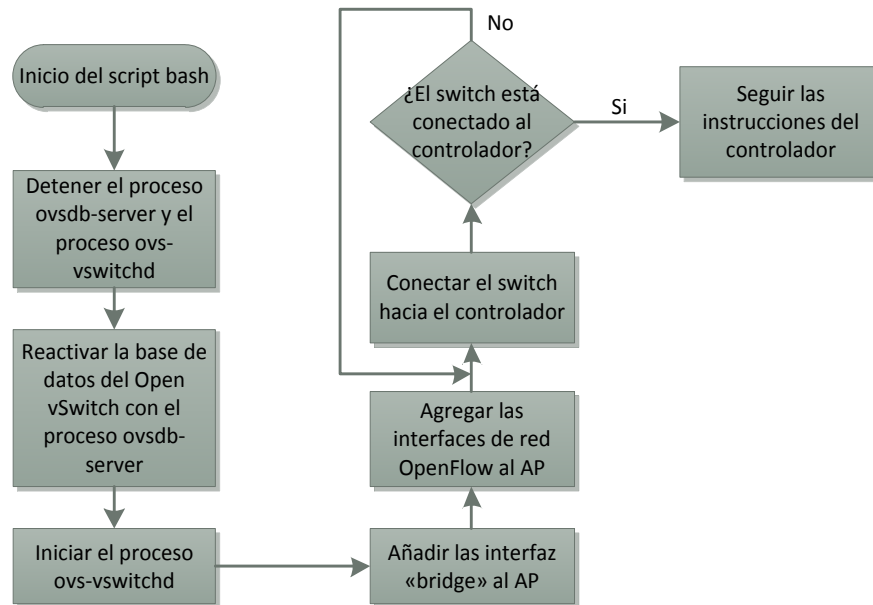 Inicio del script bash
Detener el proceso
ovsdb-server y el
proceso ovs-
vswitchd
Reactivar la base de
datos del Open
vSwitch con el
proceso ovsdb-
server
Iniciar el proceso
ovs-vswitchd
Añadir las interfaz
«bridge» al AP
Agregar las
interfaces de red
OpenFlow al AP
Conectar el switch
hacia el controlador
¿El switch está
conectado al
controlador?
No
Si
Seguir las
instrucciones del
controlador